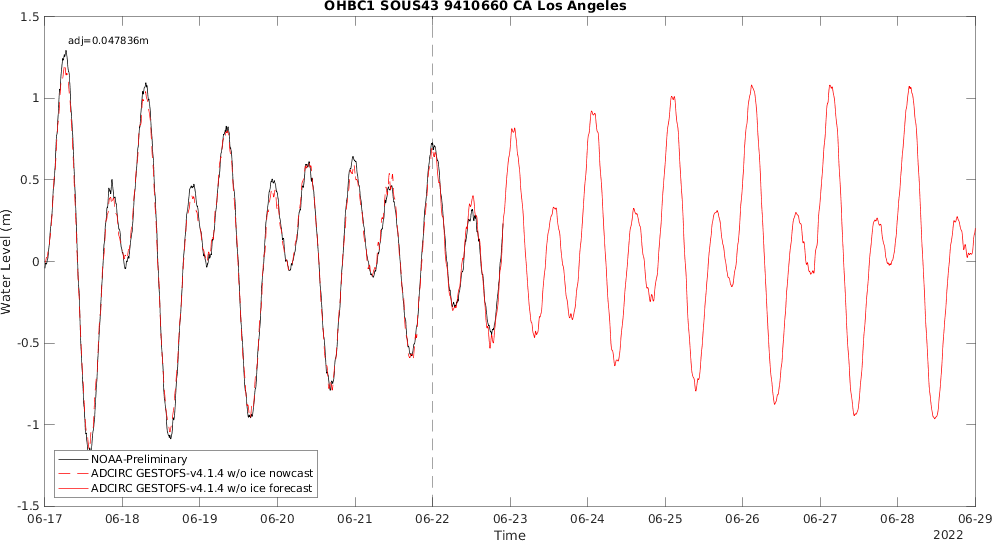 OHBC1 SOUS43 9410660 CA Los Angeles
adj=0.047836m
1.5
1
0.5
0
-0.5
-1
-1.5
Water Level (m)
NOAA-Preliminary
ADCIRC GESTOFS-v4.1.4 w/o ice nowcast
ADCIRC GESTOFS-v4.1.4 w/o ice forecast
06-17 06-18 06-19 06-20 06-21 06-22 06-23 06-24 06-25 06-26 06-27 06-28 06-29
Time
2022